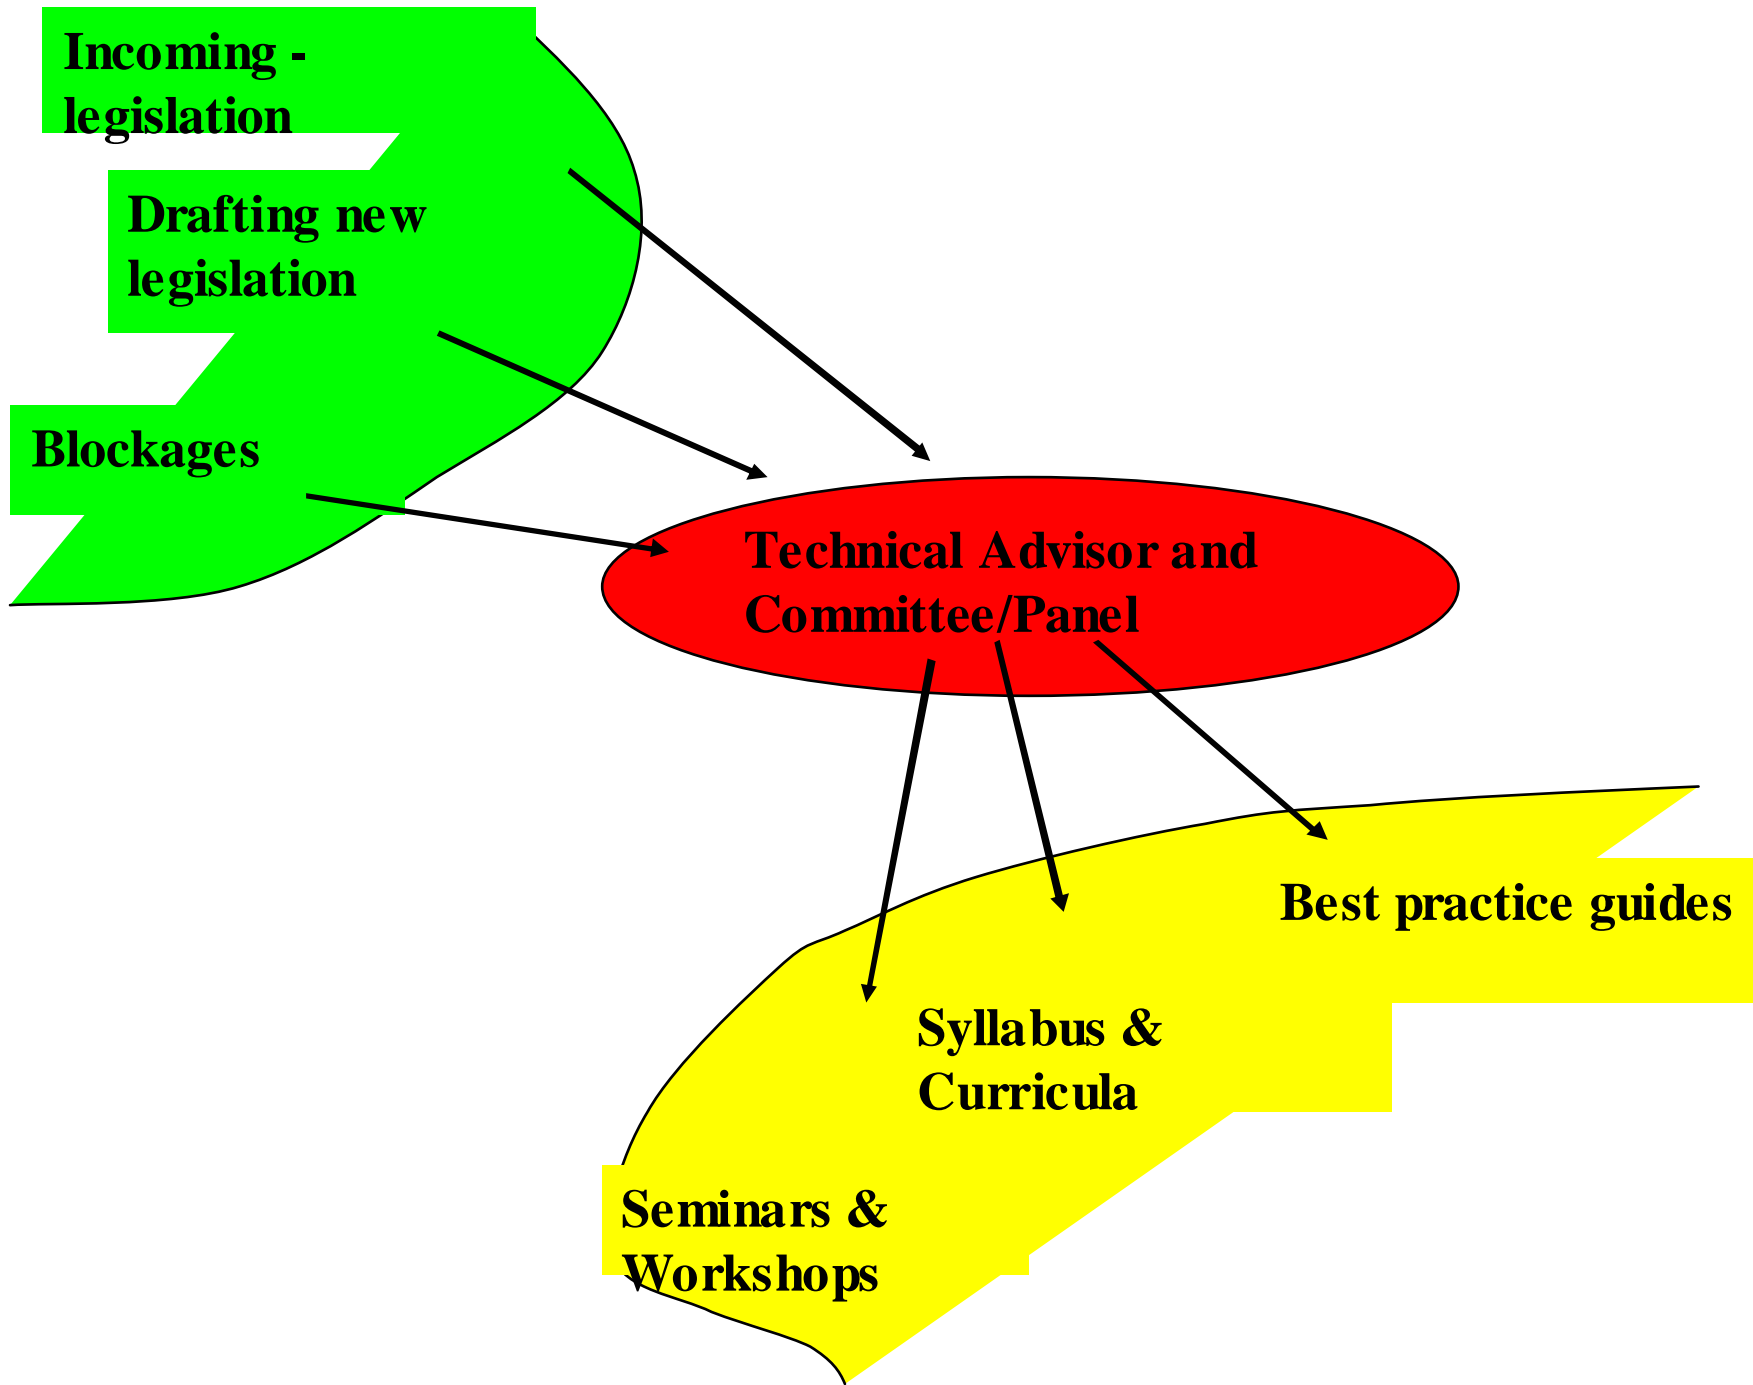 Incoming -
legislation
Drafting new
legislation
Blockages
Technical Advisor and
Committee/Panel
Best practice guides
Syllabus &
Curricula
Seminars &
Workshops